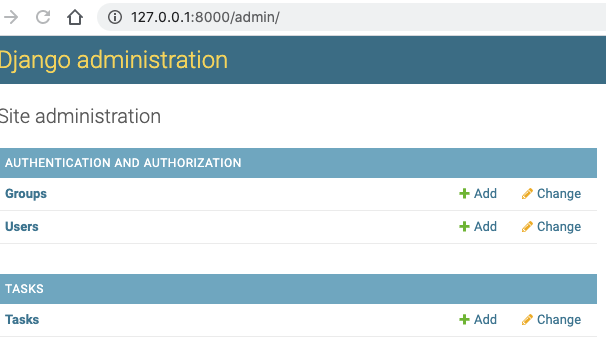 127.0.0.1:8000/admin/
Django administration
Site administration
AUTHENTICATION AND AUTHORIZATION
Groups Add Change
Users Add Change
TASKS
Tasks Add Change